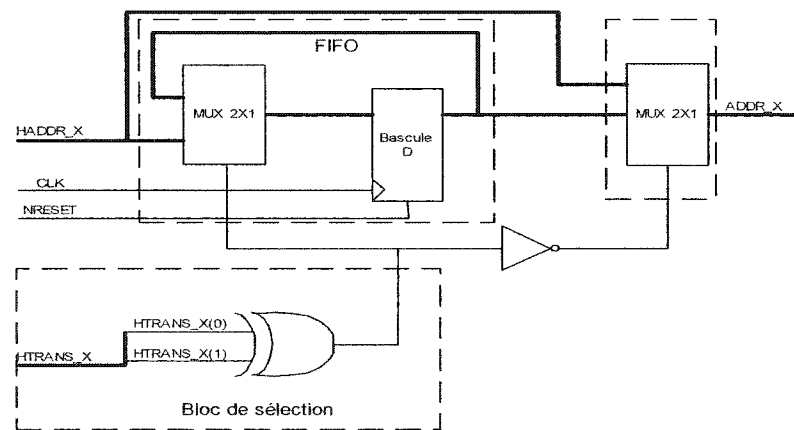 FIFO
MUX 2X1
MUX 2X1
ADDR_X
HADDR_X
Bascule
D
CLK
NRESET
HTRANS_X(0)
HTRANS_X
HTRANS_X(1)
Bloc de sélection